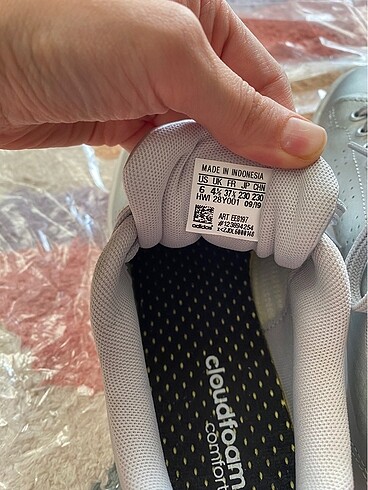 MADE IN INDONESIA
US UK FR JP CHN
6 4½ 37⅓ 230 230
HWI 28Y001 09/19
ART EE8197
#123894254
adidas
cloudfoam
comfort